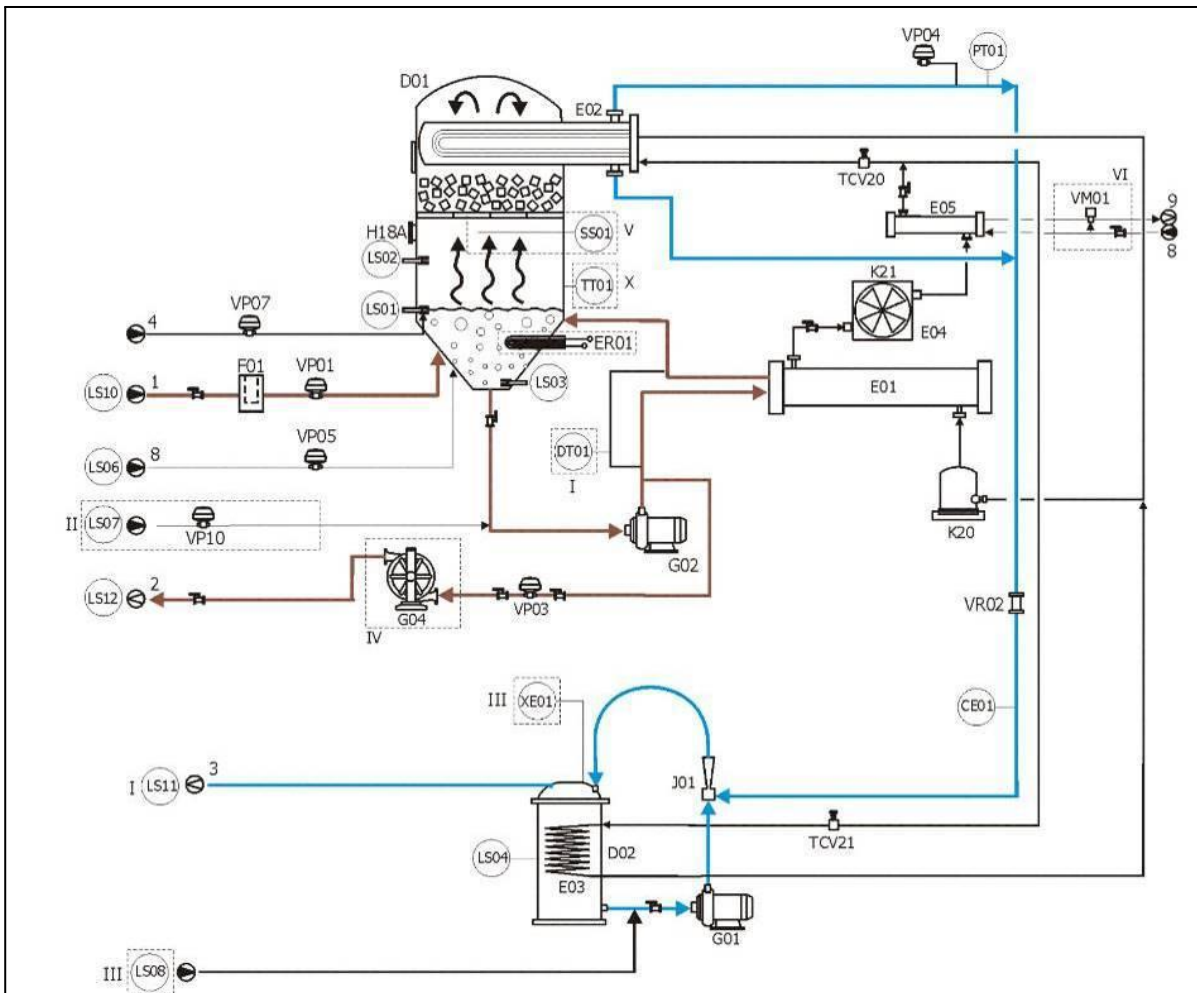 VP04
PT01
D01
E02
TCV20
VI
VM01
E05
9
8
H18A
SS01
V
LS02
TT01
X
K21
E04
LS01
VP07
4
ER01
F01
VP01
LS10
1
LS03
E01
VP05
LS06
8
DT01
I
II
LS07
VP10
K20
G02
LS12
2
G04
IV
VP03
VR02
III
XE01
CE01
I
LS11
3
J01
TCV21
LS04
D02
E03
G01
III
LS08